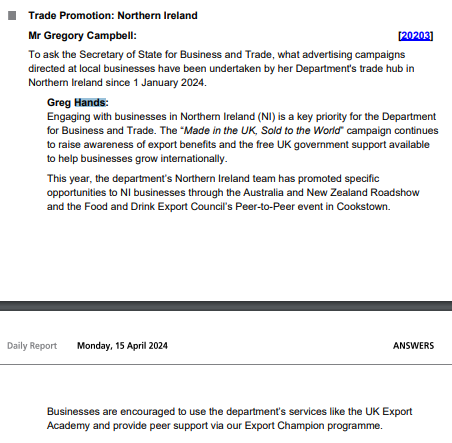 Trade Promotion: Northern Ireland
Mr Gregory Campbell: [20203]
To ask the Secretary of State for Business and Trade, what advertising campaigns
directed at local businesses have been undertaken by her Department's trade hub in
Northern Ireland since 1 January 2024.
Greg Hands:
Engaging with businesses in Northern Ireland (NI) is a key priority for the Department
for Business and Trade. The "Made in the UK, Sold to the World" campaign continues
to raise awareness of export benefits and the free UK government support available
to help businesses grow internationally.
This year, the department's Northern Ireland team has promoted specific
opportunities to NI businesses through the Australia and New Zealand Roadshow
and the Food and Drink Export Council's Peer-to-Peer event in Cookstown.
Daily Report Monday, 15 April 2024 ANSWERS
Businesses are encouraged to use the department's services like the UK Export
Academy and provide peer support via our Export Champion programme.